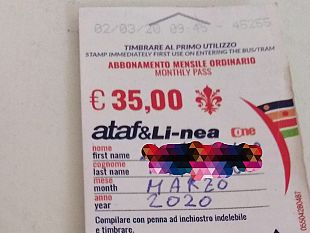 02/03/20 09:45 - 45255
TIMBRARE AL PRIMO UTILIZZO
STAMP IMMEDIATELY FIRST USE ON ENTERING THE BUS/TRAM
ABBONAMENTO MENSILE ORDINARIO
MONTHLY PASS
€ 35,00
ataf&Li-nea one
nome
first name
cognome
last name
mese
month MARZO
anno
year 2020
Compilare con penna ad inchiostro indelebile
e timbrare.
05504280487